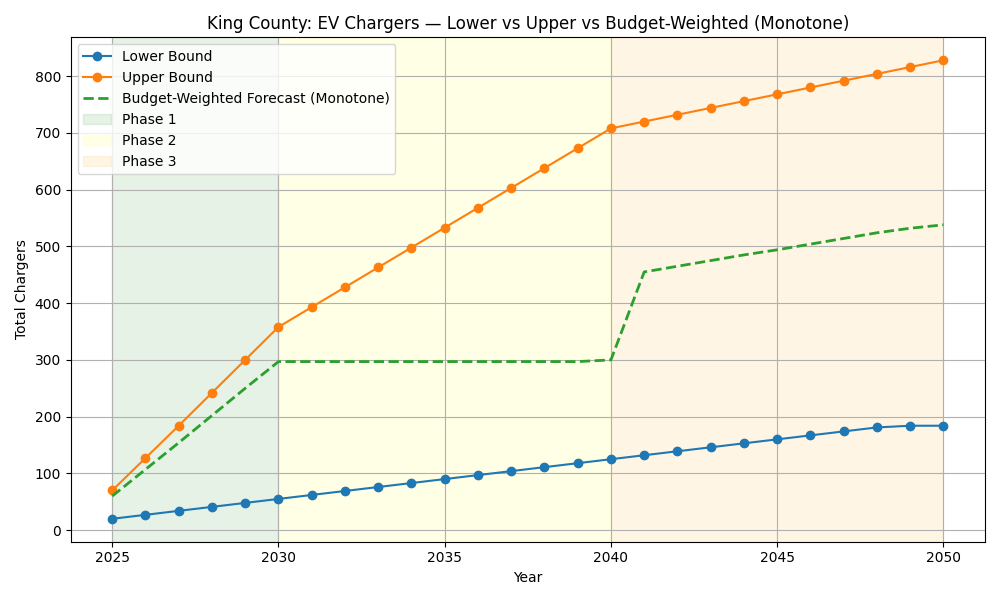 King County: EV Chargers — Lower vs Upper vs Budget-Weighted (Monotone)
Lower Bound
Upper Bound
Budget-Weighted Forecast (Monotone)
Phase 1
Phase 2
Phase 3
Total Chargers
800
700
600
500
400
300
200
100
0
2025 2030 2035 2040 2045 2050
Year